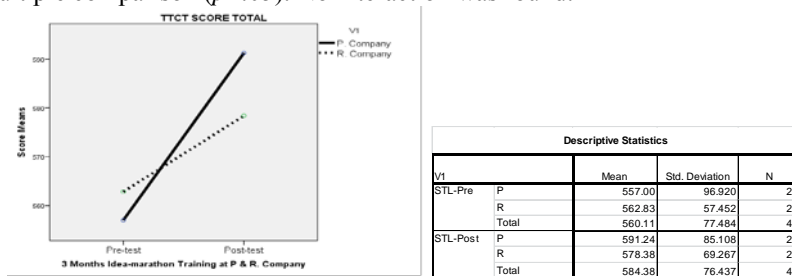 No interaction was found.
TTCT SCORE TOTAL
V1
P. Company
R. Company
Score Means
590
580
570
560
Pre-test
Post-test
3 Months Idea-marathon Training at P & R. Company
Descriptive Statistics
V1 Mean Std. Deviation N
STL-Pre P 557.00 96.920 2
R 562.83 57.452 2
Total 560.11 77.484 4
STL-Post P 591.24 85.108 2
R 578.38 69.267 2
Total 584.38 76.437 4